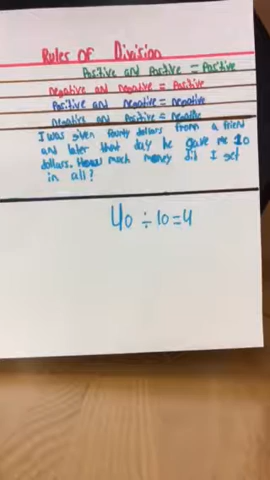 Rules of Division
Positive and Positive = Positive
negative and negative = Positive
Positive and negative = negative
negative and Positive = negative
I was given fourty dollars from a friend
and later that day he gave me 10
dollars. How much money did I get
in all?
40 ÷ 10 = 4